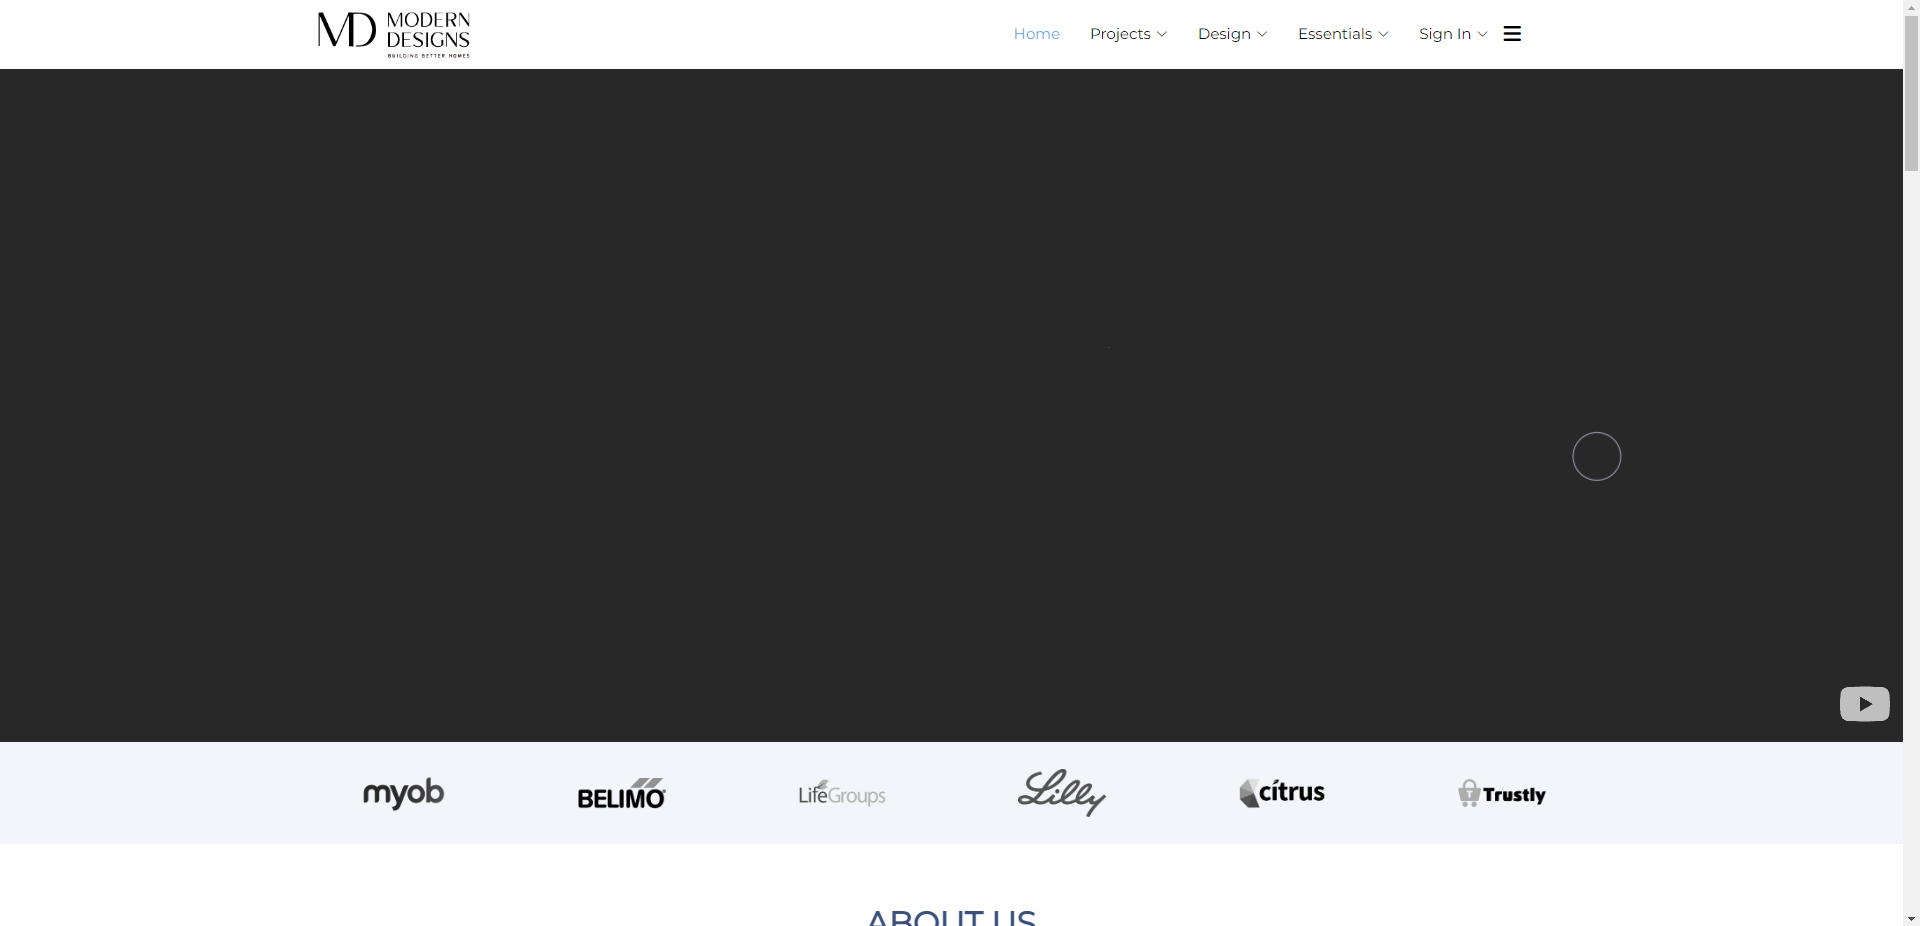 MD MODERN
DESIGNS
BUILDING BETTER HOMES
Home Projects Design Essentials Sign In
myob BELIMO LifeGroups Lilly cítrus T Trustly
ABOUT US